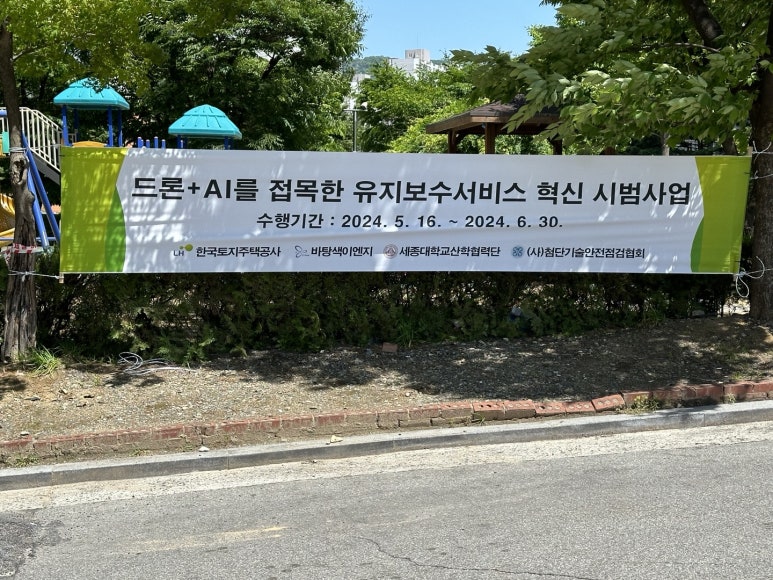 드론+AI를 접목한 유지보수서비스 혁신 시범사업
수행기간 : 2024. 5. 16. ~ 2024. 6. 30.
LH 한국토지주택공사 바탕색이엔지 세종대학교산학협력단 (사)첨단기술안전점검협회